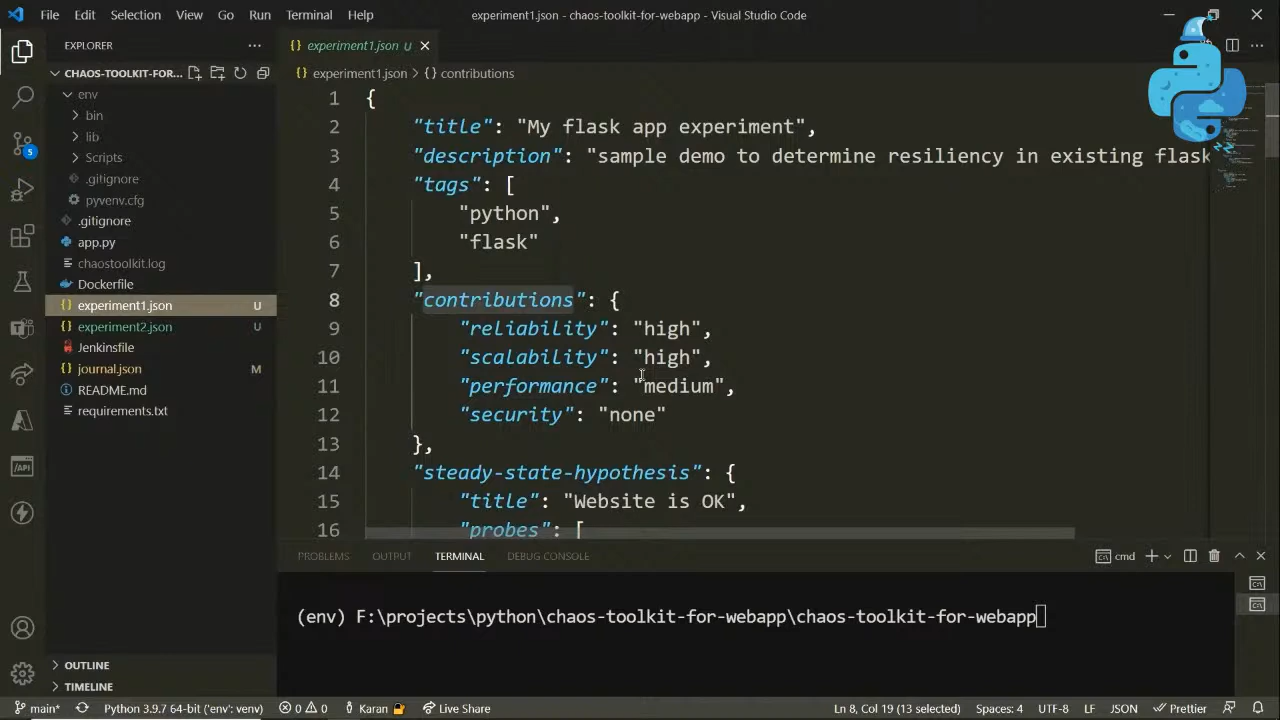 File Edit Selection View Go Run Terminal Help
experiment1.json - chaos-toolkit-for-webapp - Visual Studio Code
EXPLORER
CHAOS-TOOLKIT-FOR...
env
bin
lib
Scripts
.gitignore
pyvenv.cfg
.gitignore
app.py
chaostoolkit.log
Dockerfile
{} experiment1.json U
{} experiment2.json U
Jenkinsfile
{} journal.json M
README.md
requirements.txt
OUTLINE
TIMELINE
5
/API
{} experiment1.json U
{} experiment1.json > {} contributions
1 {
2 "title": "My flask app experiment",
3 "description": "sample demo to determine resiliency in existing flask
4 "tags": [
5 "python",
6 "flask"
7 ],
8 "contributions": {
9 "reliability": "high",
10 "scalability": "high",
11 "performance": "medium",
12 "security": "none"
13 },
14 "steady-state-hypothesis": {
15 "title": "Website is OK",
16 "probes": [
PROBLEMS OUTPUT TERMINAL DEBUG CONSOLE
cmd
(env) F:\projects\python\chaos-toolkit-for-webapp\chaos-toolkit-for-webapp
main* Python 3.9.7 64-bit ('env': venv) 0 0 Karan Live Share Ln 8, Col 19 (13 selected) Spaces: 4 UTF-8 LF JSON Prettier